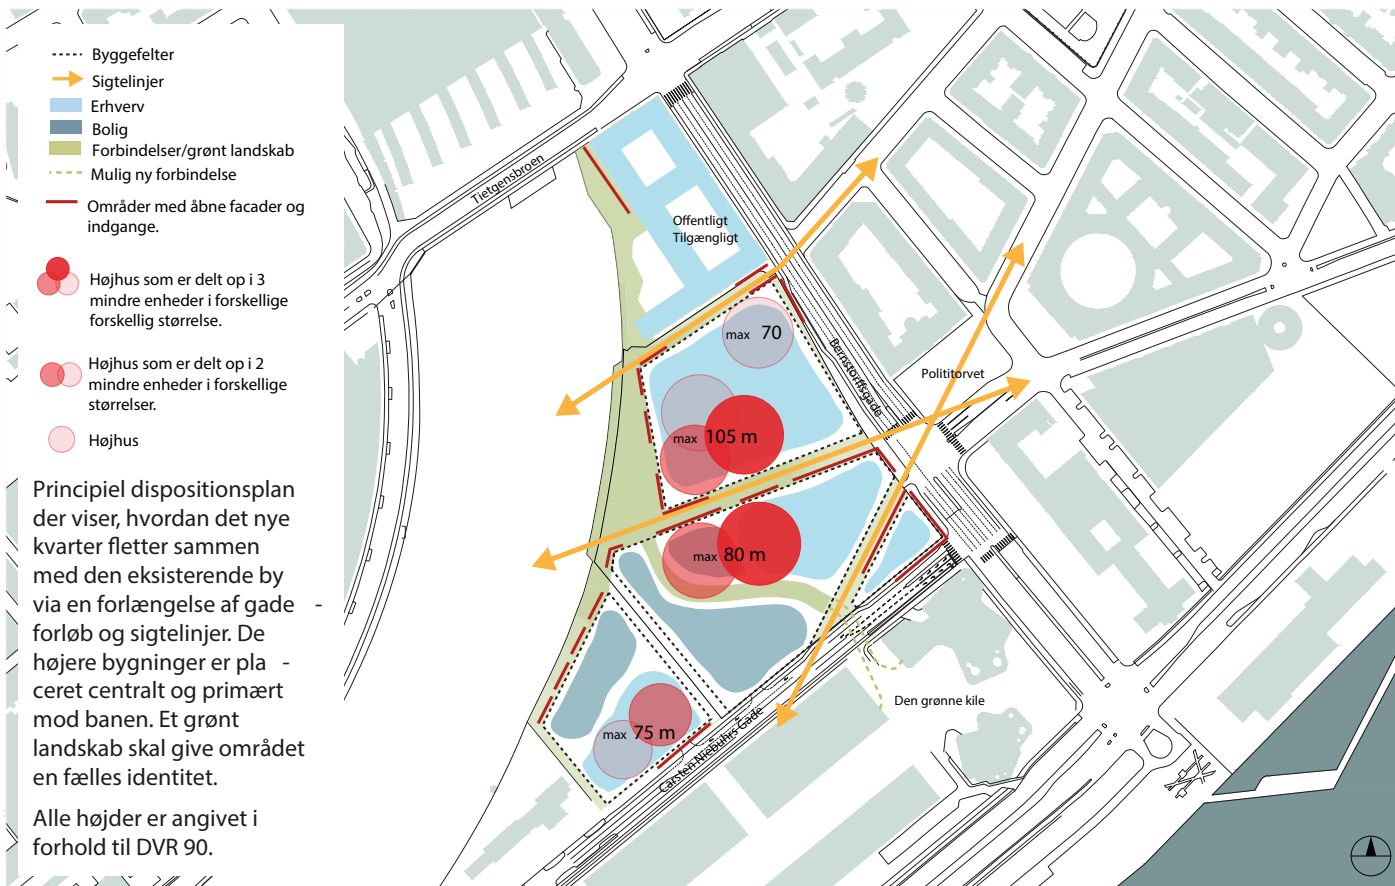 Byggefelter
Sigtelinjer
Erhverv
Bolig
Forbindelser/grønt landskab
Mulig ny forbindelse
Områder med åbne facader og
indgange.
Højhus som er delt op i 3
mindre enheder i forskellige
forskellig størrelse.
Højhus som er delt op i 2
mindre enheder i forskellige
størrelser.
Højhus
Principiel dispositionsplan
der viser, hvordan det nye
kvarter fletter sammen
med den eksisterende by
via en forlængelse af gade -
forløb og sigtelinjer. De
højere bygninger er pla -
ceret centralt og primært
mod banen. Et grønt
landskab skal give området
en fælles identitet.
Alle højder er angivet i
forhold til DVR 90.
Tietgensbroen
Offentligt
Tilgængligt
max 70
Bernstorffsgade
Polititorvet
max 105 m
max 80 m
max 75 m
Den grønne kile
Carsten Niebuhrs Gade